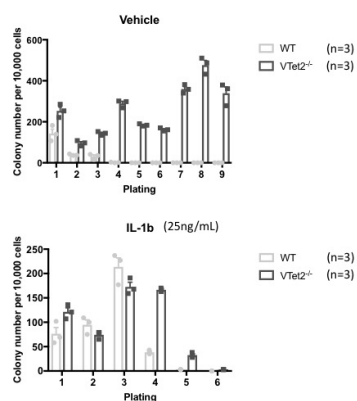 Vehicle
Colony number per 10,000 cells
600
400
200
0
1 2 3 4 5 6 7 8 9
Plating
WT (n=3)
VTet2-/- (n=3)
IL-1b (25ng/mL)
Colony number per 10,000 cells
250
200
150
100
50
0
1 2 3 4 5 6
Plating
WT (n=3)
VTet2-/- (n=3)